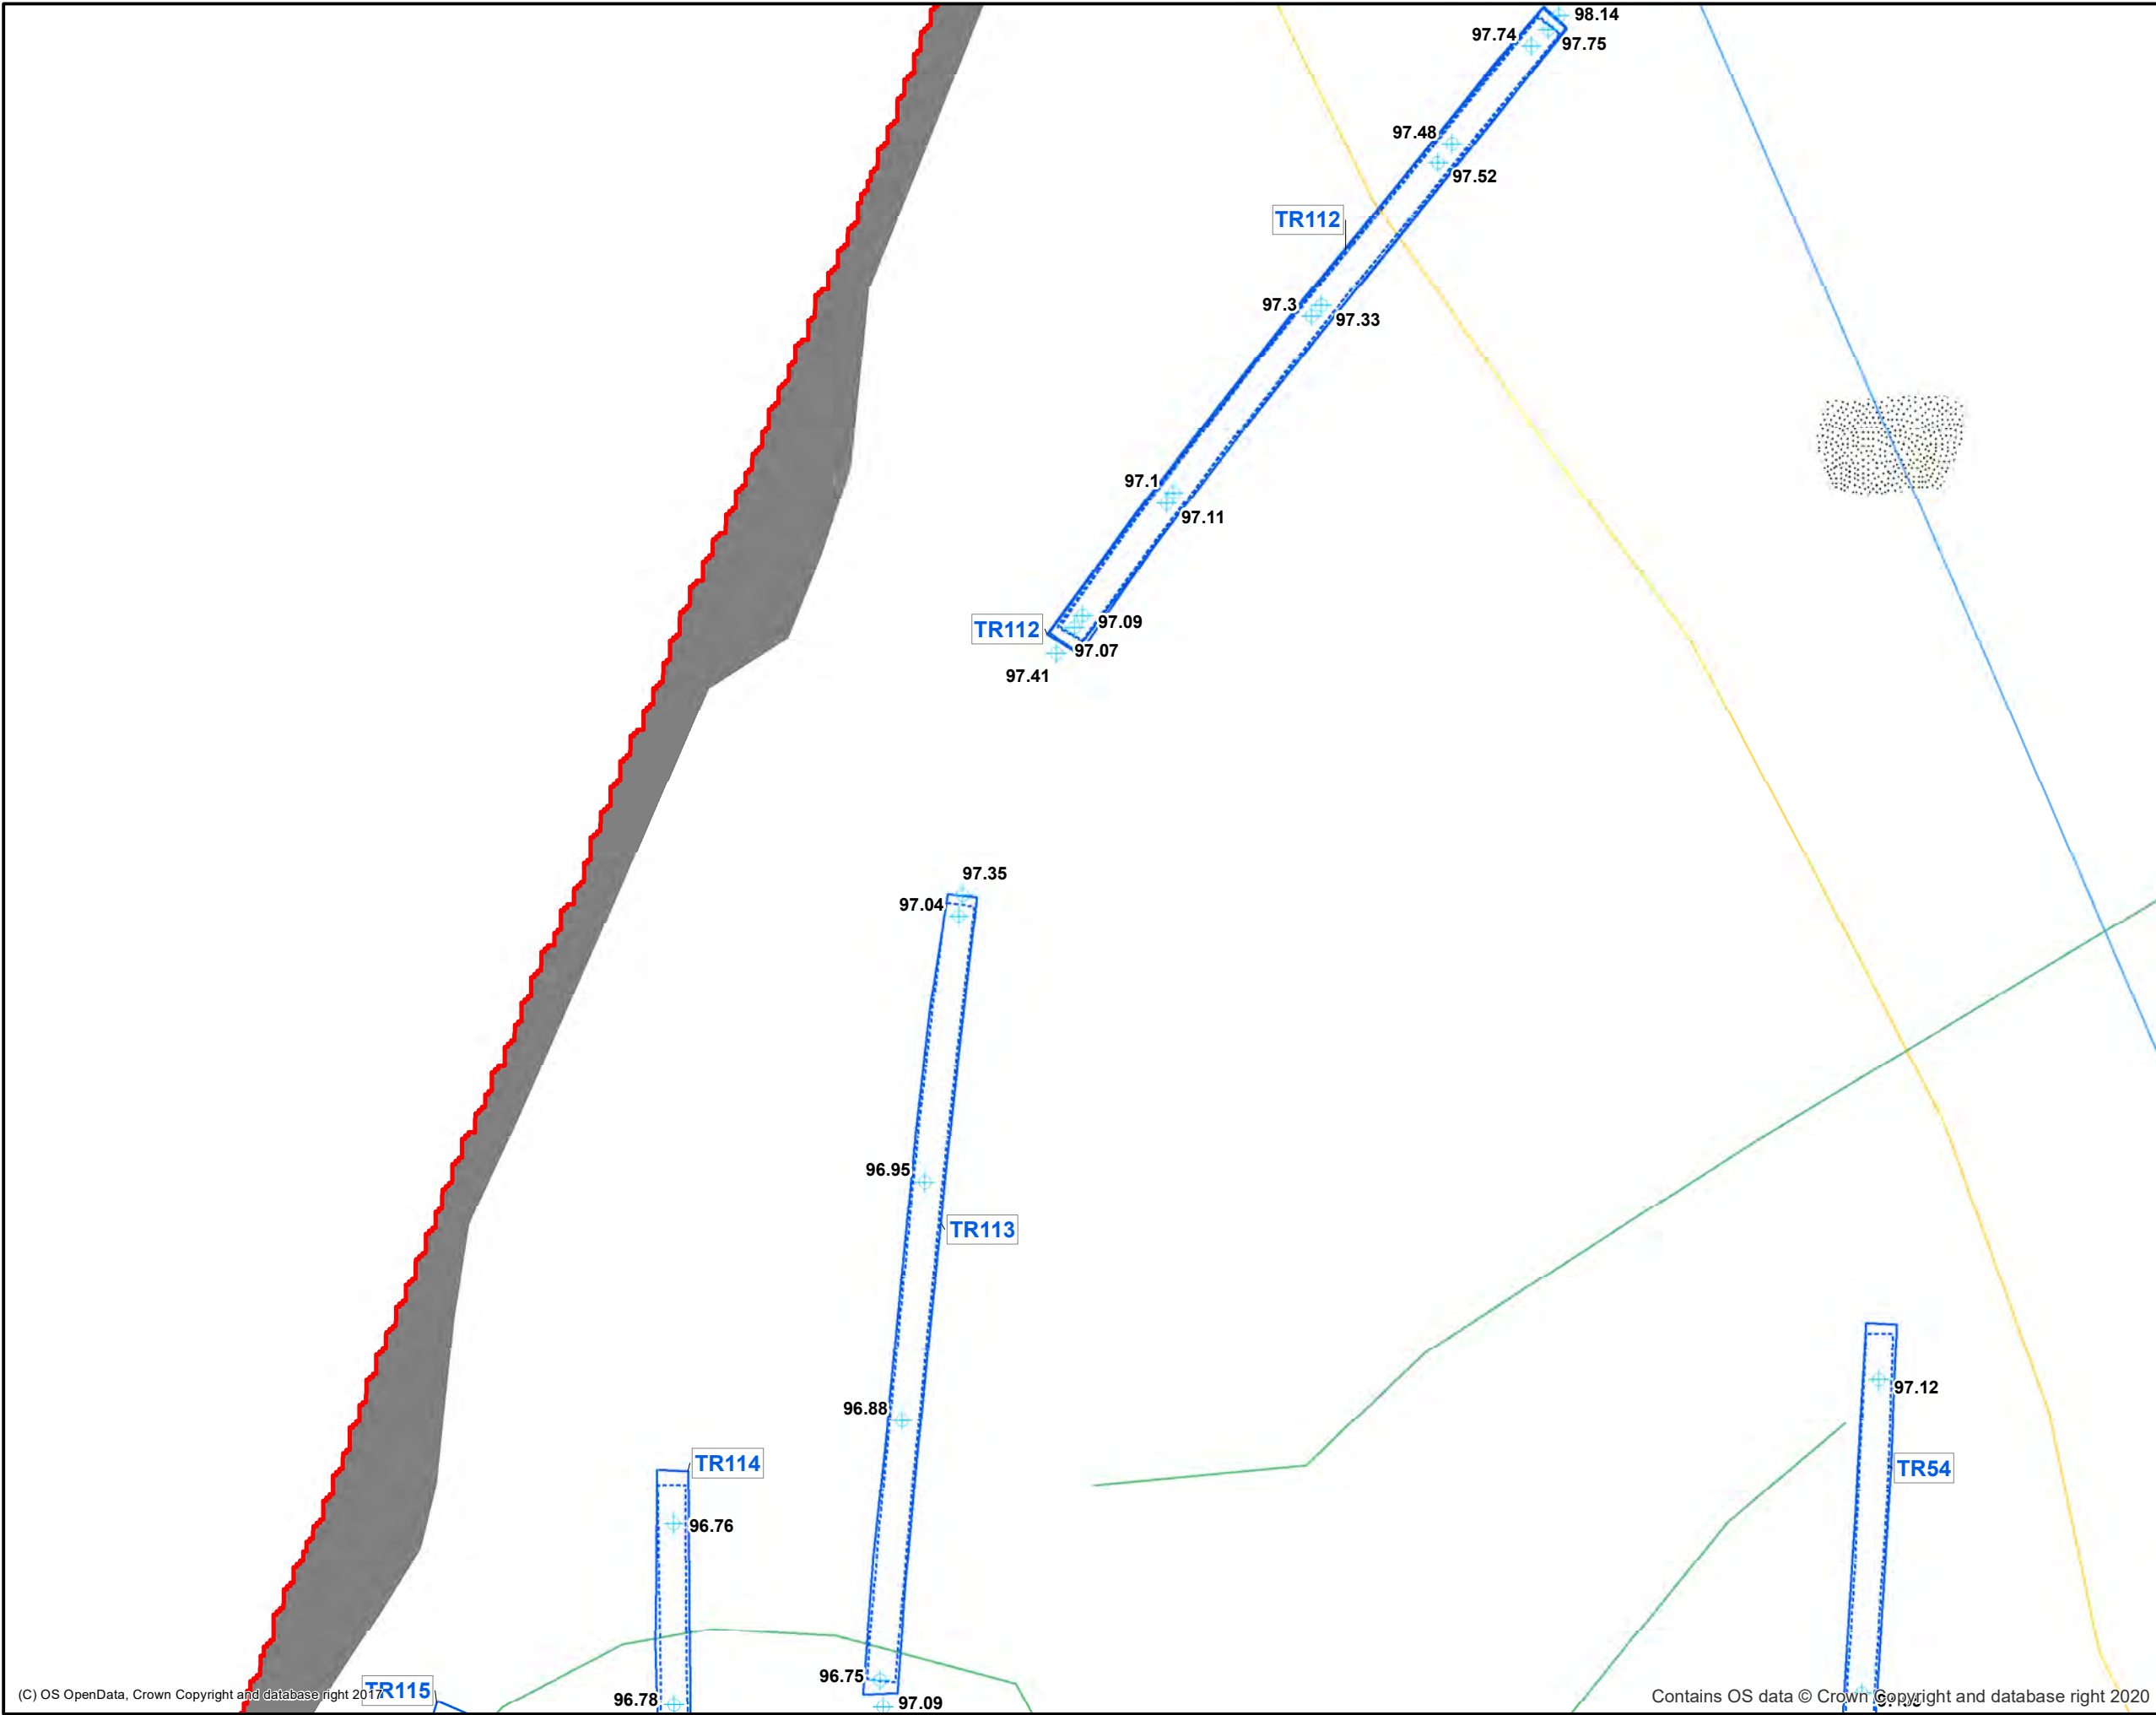 98.14
97.74
97.75
97.48
97.52
TR112
97.3
97.33
97.1
97.11
TR112
97.09
97.07
97.41
97.35
97.04
96.95
TR113
96.88
97.12
TR114
TR54
96.76
96.75
TR115
96.78
97.09
(C) OS OpenData, Crown Copyright and database right 2017
Contains OS data © Crown Copyright and database right 2020